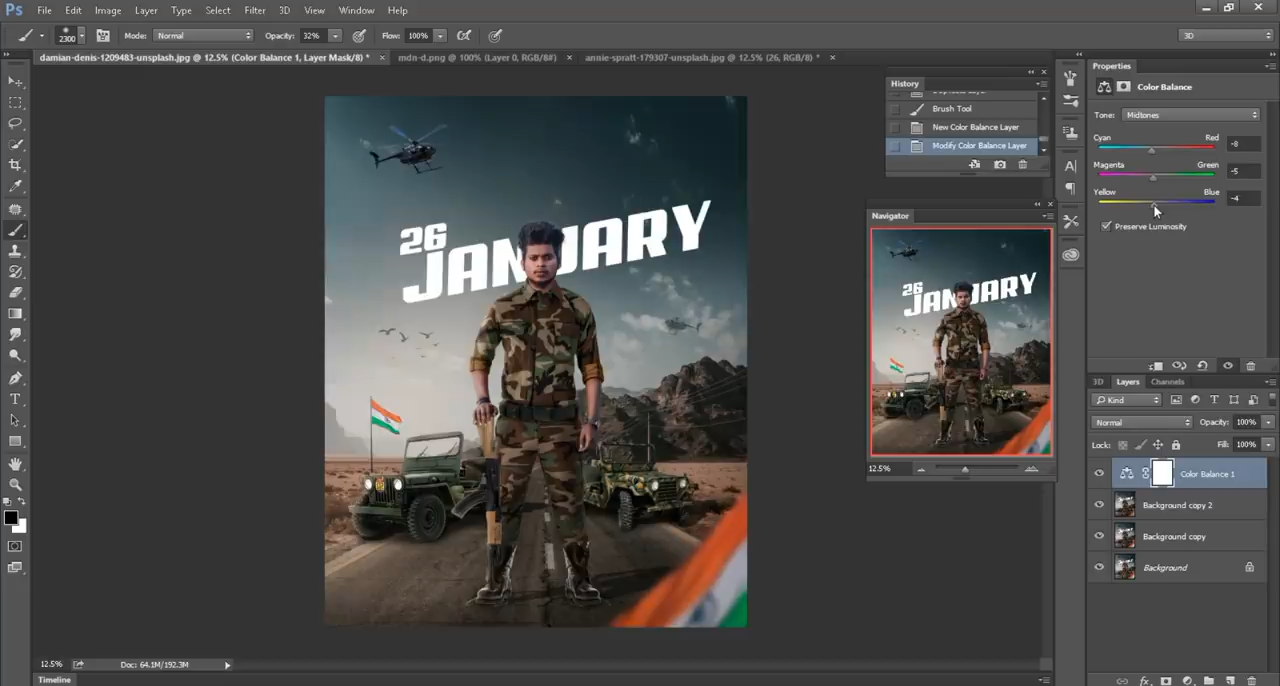 Ps File Edit Image Layer Type Select Filter 3D View Window Help
2300 Mode: Normal Opacity: 32% Flow: 100% 3D
damian-denis-1209483-unsplash.jpg @ 12.5% (Color Balance 1, Layer Mask/8) * mdn-d.png @ 100% (Layer 0, RGB/8#) annie-spratt-179307-unsplash.jpg @ 12.5% (26, RGB/8) *
History
Brush Tool
New Color Balance Layer
Modify Color Balance Layer
Navigator
26
JANUARY
12.5%
Properties
Color Balance
Tone: Midtones
Cyan Red -8
Magenta Green -5
Yellow Blue -4
Preserve Luminosity
3D Layers Channels
Kind
Normal Opacity: 100%
Lock: Fill: 100%
Color Balance 1
Background copy 2
Background copy
Background
fx
26
JANUARY
12.5% Doc: 64.1M/192.3M
Timeline